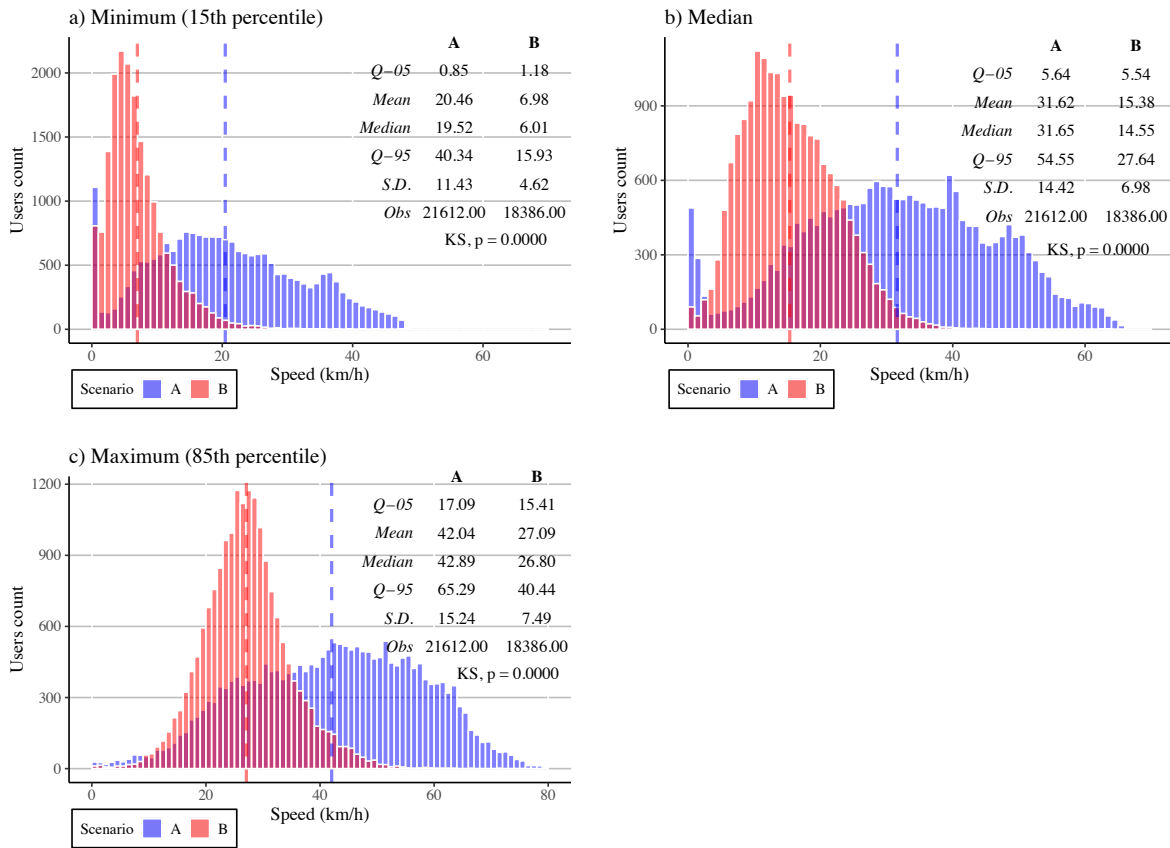 a) Minimum (15th percentile)
A B
Q−05 0.85 1.18
Mean 20.46 6.98
Median 19.52 6.01
Q−95 40.34 15.93
S.D. 11.43 4.62
Obs 21612.00 18386.00
KS, p = 0.0000
Users count
2000
1500
1000
500
0
0 20 40 60
Speed (km/h)
Scenario A B
b) Median
A B
Q−05 5.64 5.54
Mean 31.62 15.38
Median 31.65 14.55
Q−95 54.55 27.64
S.D. 14.42 6.98
Obs 21612.00 18386.00
KS, p = 0.0000
Users count
900
600
300
0
0 20 40 60
Speed (km/h)
Scenario A B
c) Maximum (85th percentile)
A B
Q−05 17.09 15.41
Mean 42.04 27.09
Median 42.89 26.80
Q−95 65.29 40.44
S.D. 15.24 7.49
Obs 21612.00 18386.00
KS, p = 0.0000
Users count
1200
900
600
300
0
0 20 40 60 80
Speed (km/h)
Scenario A B